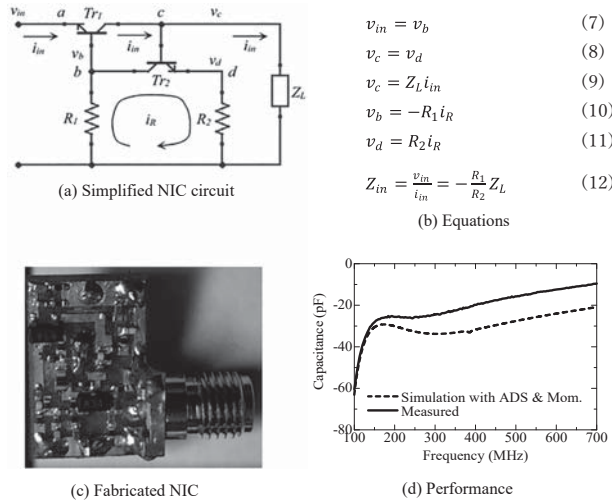 v_in a Tr1 c v_c
i_in i_in i_in
v_b
b v_d d
Tr2
R1 i_R R2 Z_L
(a) Simplified NIC circuit
v_in = v_b (7)
v_c = v_d (8)
v_c = Z_L i_in (9)
v_b = −R_1 i_R (10)
v_d = R_2 i_R (11)
Z_in = v_in/i_in = −R_1/R_2 Z_L (12)
(b) Equations
(c) Fabricated NIC
Capacitance (pF)
0
-20
-40
-60
-80
Simulation with ADS & Mom.
Measured
100 200 300 400 500 600 700
Frequency (MHz)
(d) Performance